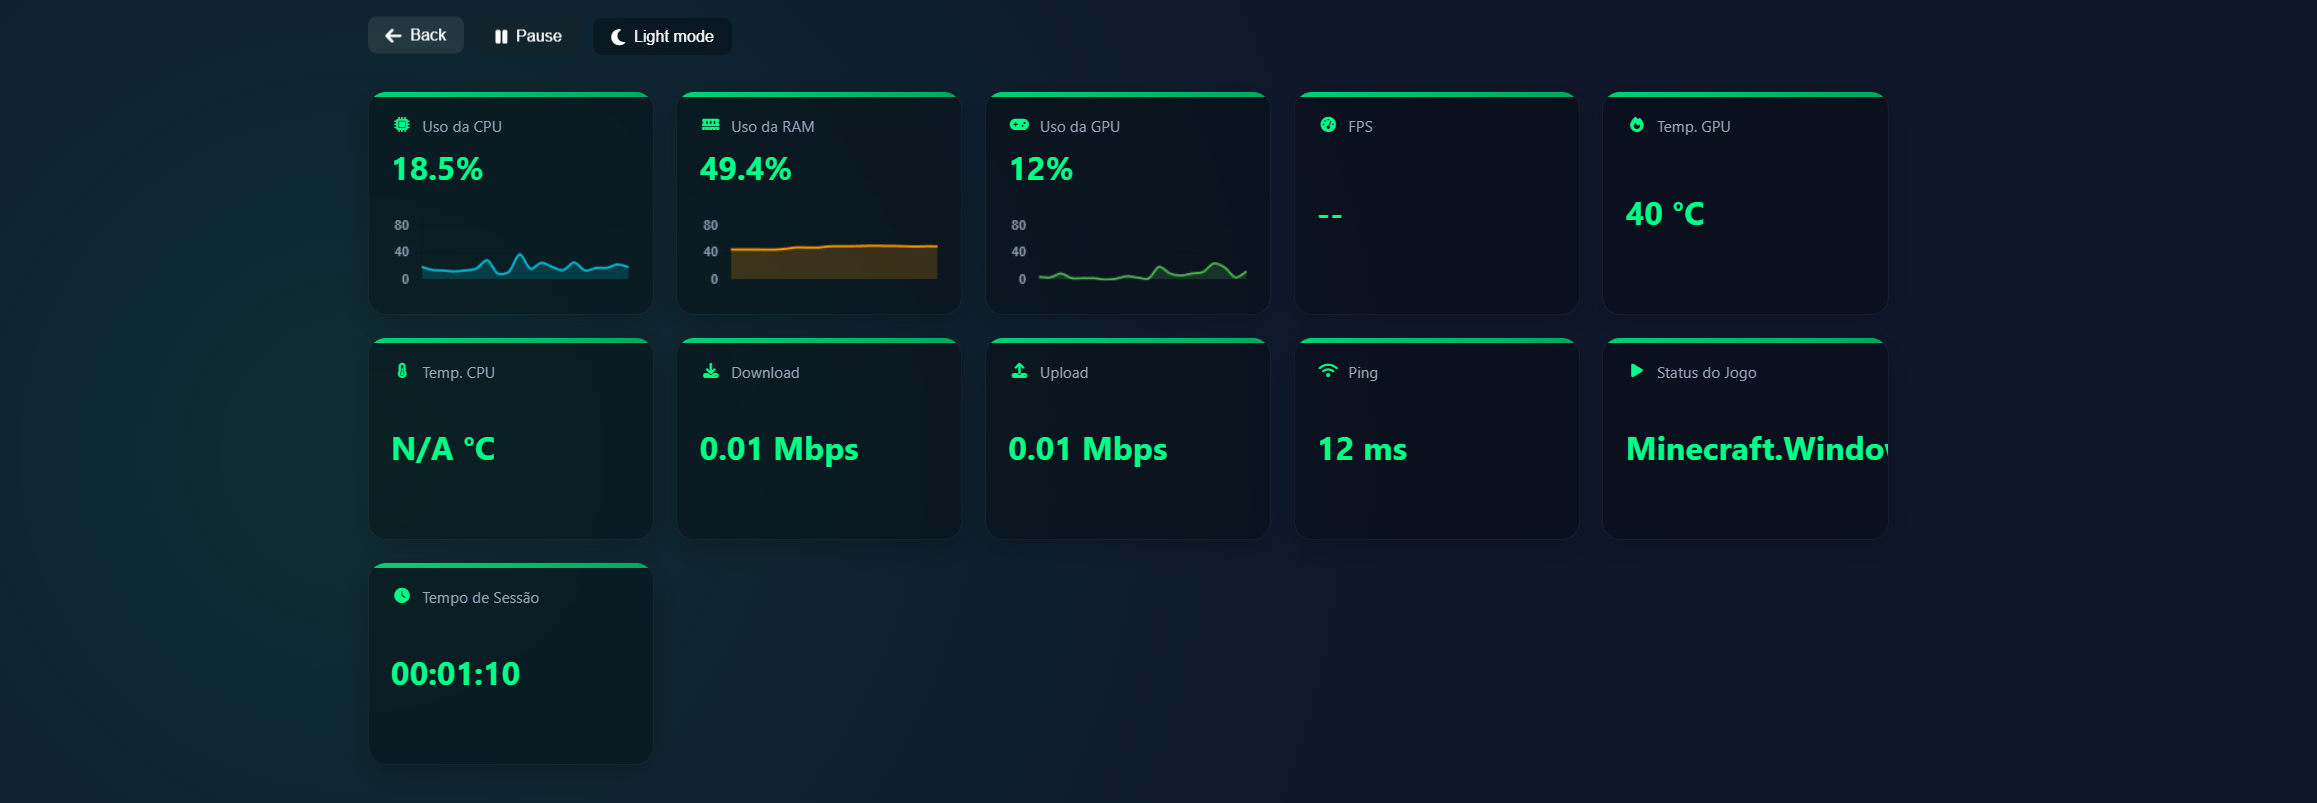 Back
Pause
Light mode
Uso da CPU
18.5%
80
40
0
Uso da RAM
49.4%
80
40
0
Uso da GPU
12%
80
40
0
FPS
--
Temp. GPU
40 °C
Temp. CPU
N/A °C
Download
0.01 Mbps
Upload
0.01 Mbps
Ping
12 ms
Status do Jogo
Minecraft.Windo
Tempo de Sessão
00:01:10